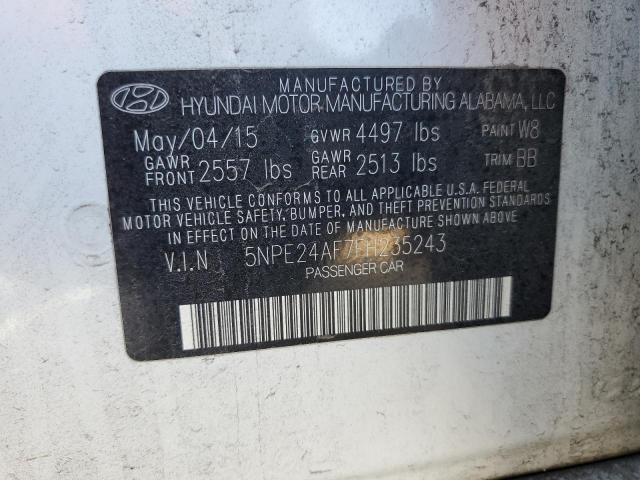 MANUFACTURED BY
HYUNDAI MOTOR MANUFACTURING ALABAMA, LLC
May/04/15 GVWR 4497 lbs PAINT W8
GAWR FRONT 2557 lbs GAWR REAR 2513 lbs TRIM BB
THIS VEHICLE CONFORMS TO ALL APPLICABLE U.S.A. FEDERAL
MOTOR VEHICLE SAFETY, BUMPER, AND THEFT PREVENTION STANDARDS
IN EFFECT ON THE DATE OF MANUFACTURE SHOWN ABOVE.
V.I.N 5NPE24AF7FH235243
PASSENGER CAR